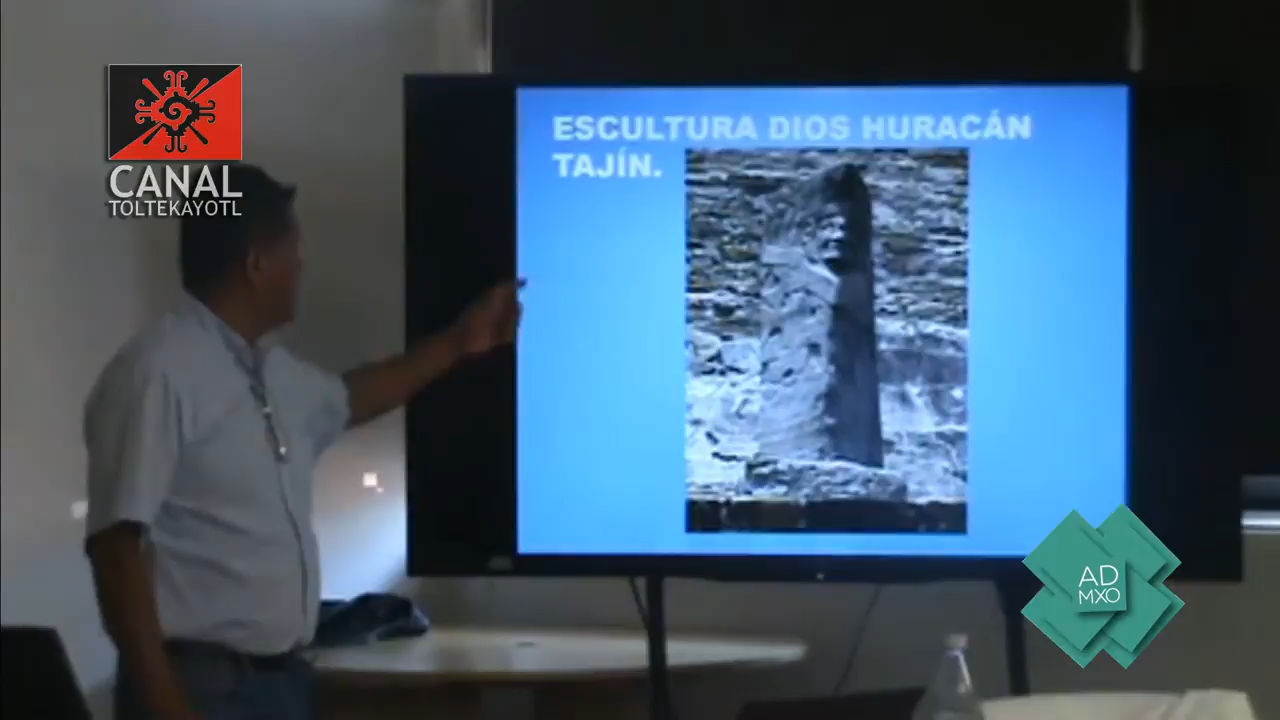 CANAL
TOLTEKAYOTL
ESCULTURA DIOS HURACÁN
TAJÍN.
AD
MXO